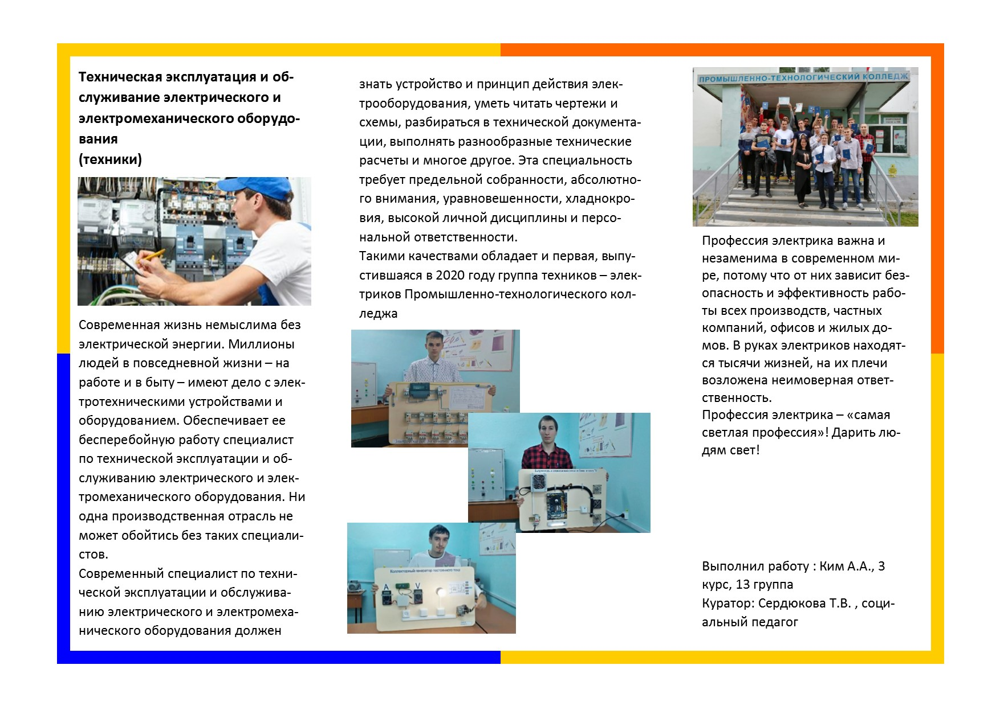 Техническая эксплуатация и об-
служивание электрического и
электромеханического оборудо-
вания
(техники)
Современная жизнь немыслима без
электрической энергии. Миллионы
людей в повседневной жизни – на
работе и в быту – имеют дело с элек-
тротехническими устройствами и
оборудованием. Обеспечивает ее
бесперебойную работу специалист
по технической эксплуатации и об-
служиванию электрического и элек-
тромеханического оборудования. Ни
одна производственная отрасль не
может обойтись без таких специали-
стов.
Современный специалист по техни-
ческой эксплуатации и обслужива-
нию электрического и электромеха-
нического оборудования должен
знать устройство и принцип действия элек-
трооборудования, уметь читать чертежи и
схемы, разбираться в технической документа-
ции, выполнять разнообразные технические
расчеты и многое другое. Эта специальность
требует предельной собранности, абсолютно-
го внимания, уравновешенности, хладнокро-
вия, высокой личной дисциплины и персо-
нальной ответственности.
Такими качествами обладает и первая, выпу-
стившаяся в 2020 году группа техников – элек-
триков Промышленно-технологического кол-
леджа
Коллекторный генератор постоянного тока
A V
ПРОМЫШЛЕННО-ТЕХНОЛОГИЧЕСКИЙ КОЛЛЕДЖ
Профессия электрика важна и
незаменима в современном ми-
ре, потому что от них зависит без-
опасность и эффективность рабо-
ты всех производств, частных
компаний, офисов и жилых до-
мов. В руках электриков находят-
ся тысячи жизней, на их плечи
возложена неимоверная ответ-
ственность.
Профессия электрика – «самая
светлая профессия»! Дарить лю-
дям свет!
Выполнил работу : Ким А.А., 3
курс, 13 группа
Куратор: Сердюкова Т.В. , соци-
альный педагог